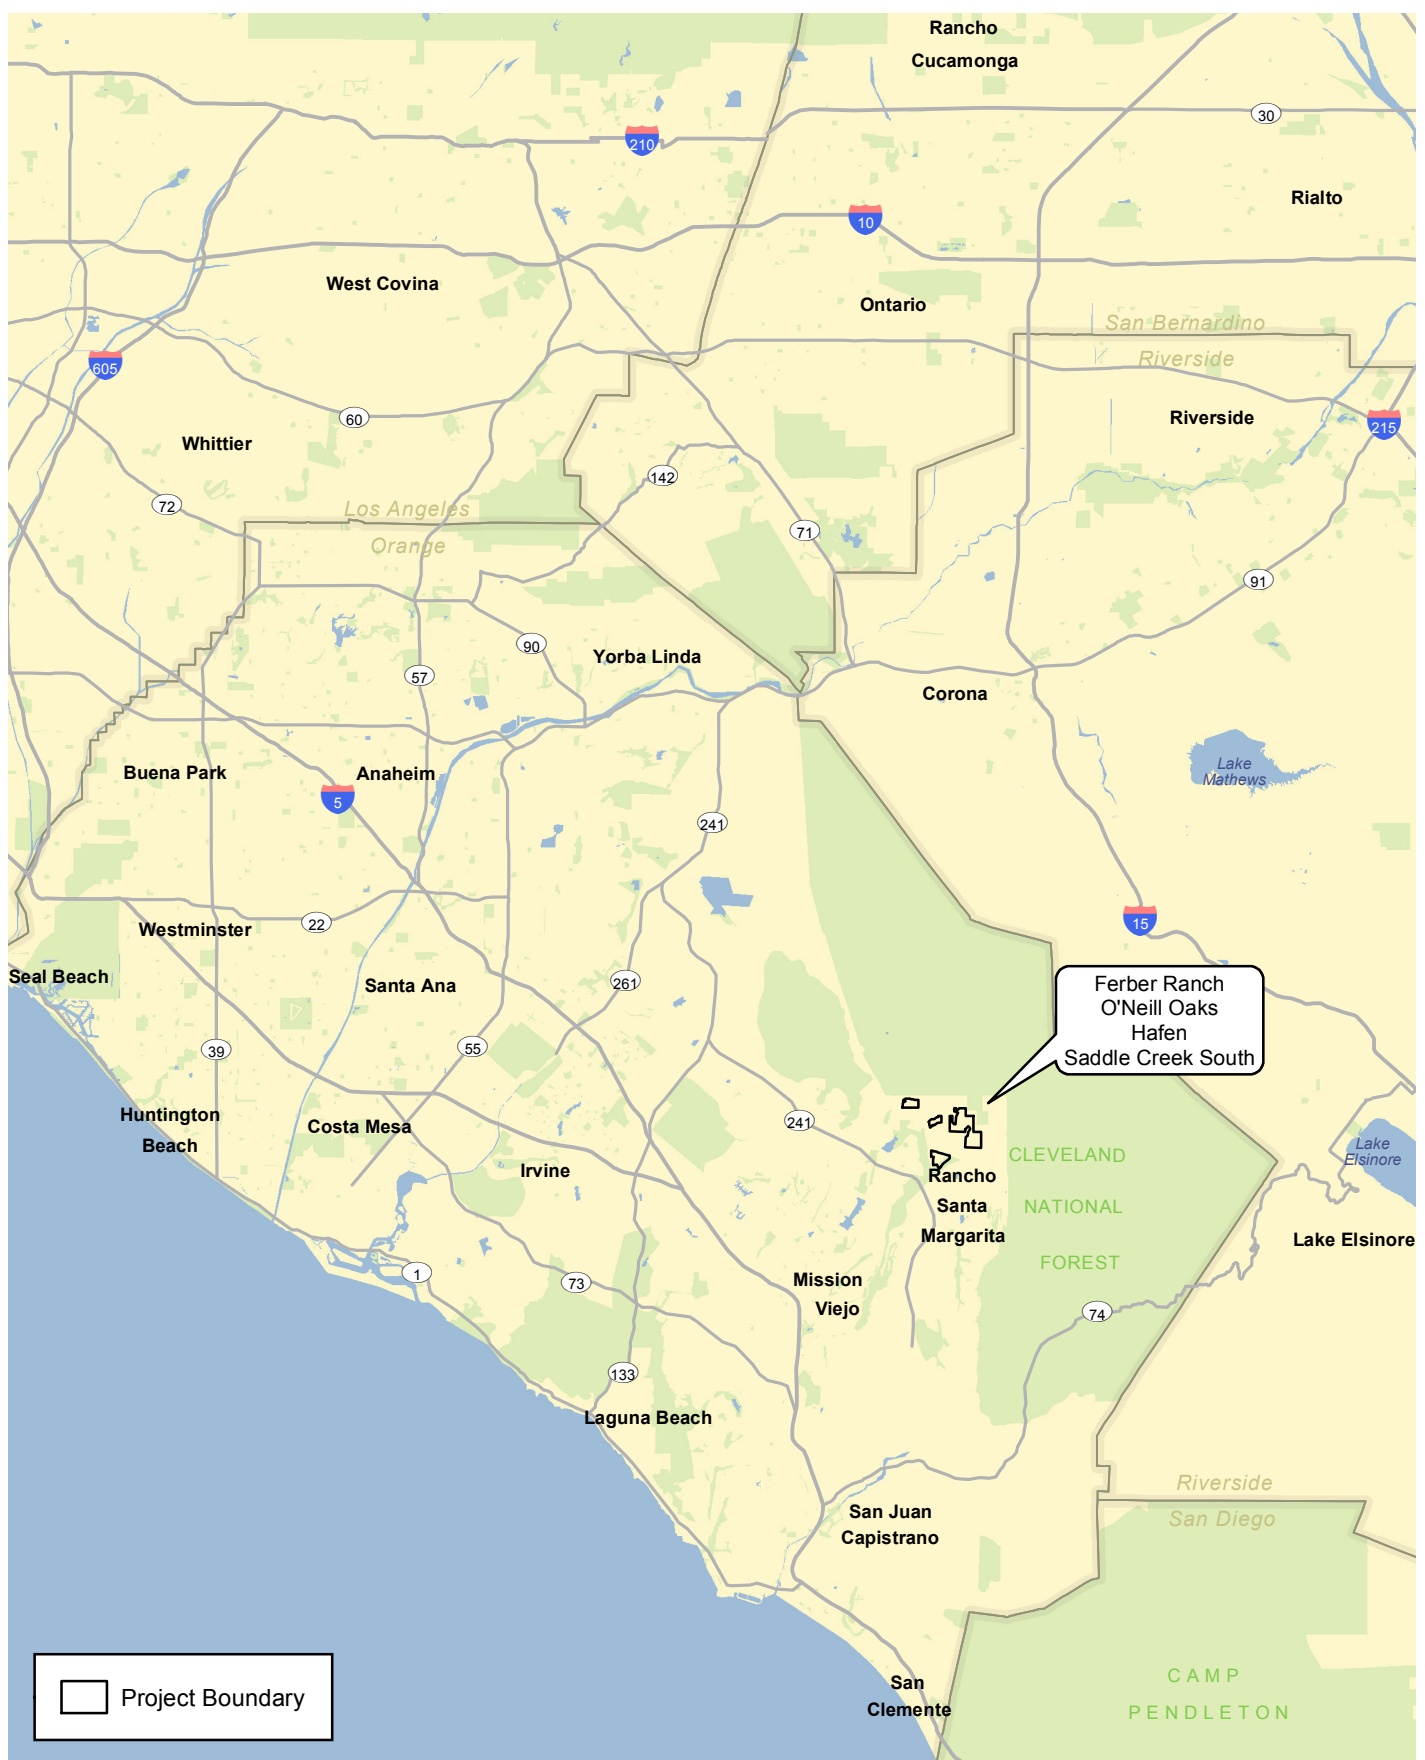 Rancho
Cucamonga
30
210
Rialto
10
West Covina
Ontario
San Bernardino
Riverside
605
60
Riverside
215
Whittier
142
72
Los Angeles
Orange
71
91
90
Yorba Linda
57
Corona
Lake
Mathews
Buena Park
Anaheim
5
241
15
22
Westminster
Seal Beach
Santa Ana
261
Ferber Ranch
O'Neill Oaks
Hafen
Saddle Creek South
39
55
Huntington
Beach
Costa Mesa
241
Irvine
CLEVELAND
NATIONAL
FOREST
Lake
Elsinore
Rancho
Santa
Margarita
Lake Elsinore
1
73
Mission
Viejo
74
133
Laguna Beach
Riverside
San Diego
San Juan
Capistrano
San
Clemente
CAMP
PENDLETON
Project Boundary